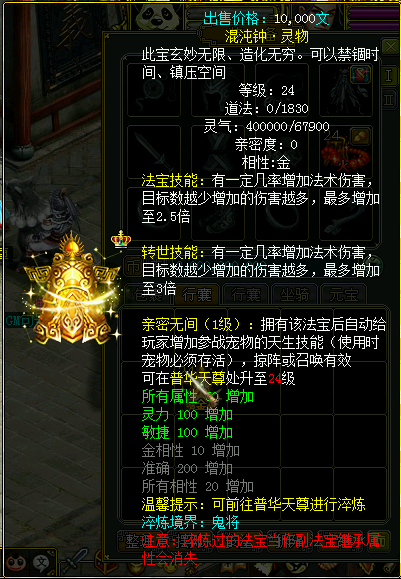 出售价格：10,000文
混沌钟·灵物
此宝玄妙无限、造化无穷。可以禁锢时
间、镇压空间
等级：24
道法：0/1830
灵气：400000/67900
亲密度：0
相性:金
法宝技能：有一定几率增加法术伤害，
目标数越少增加的伤害越多，最多增加
至2.5倍
转世技能：有一定几率增加法术伤害，
目标数越少增加的伤害越多，最多增加
至3倍
行囊 行囊 坐骑 元宝
亲密无间（1级）：拥有该法宝后自动给
玩家增加参战宠物的天生技能（使用时
宠物必须存活），掠阵或召唤有效
可在普华天尊处升至24级
所有属性 增加
灵力 100 增加
敏捷 100 增加
金相性 10 增加
准确 200 增加
所有相性 20 增加
温馨提示：可前往普华天尊进行淬炼
淬炼境界：鬼将
注意：淬炼过的法宝当作副法宝继承属
性会消失